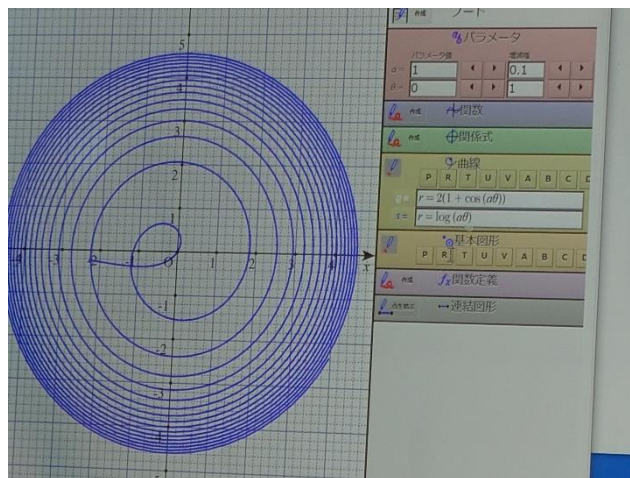 作成 ノート
パラメータ
パラメータ値 増減幅
a= 1 0.1
θ= 0 1
作成 関数
作成 関係式
曲線
P R T U V A B C D
r=2(1+cos(aθ))
r=log(aθ)
基本図形
P R T U V A B C D
作成 関数定義
連結図形
5
4
3
2
1
-4 -3 -2 -1 O 1 2 3 4 x
-1
-2
-3
-4